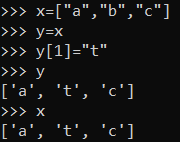 >>> x=["a","b","c"]
>>> y=x
>>> y[1]="t"
>>> y
['a', 't', 'c']
>>> x
['a', 't', 'c']